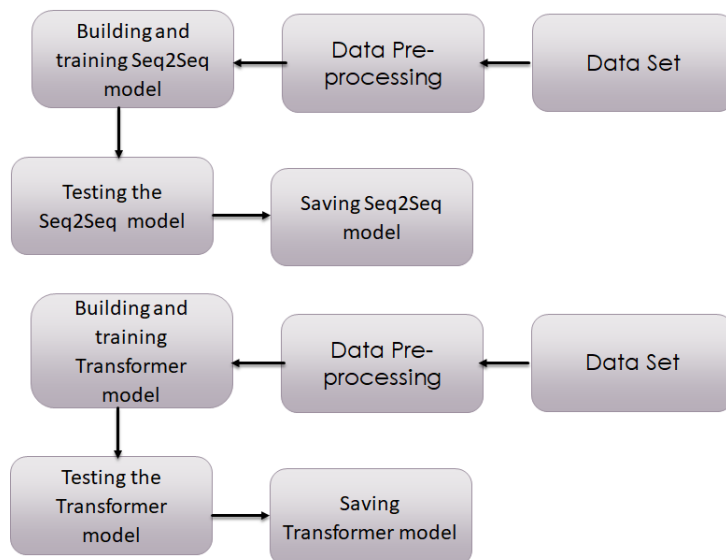 Building and
training Seq2Seq
model
Data Pre-
processing
Data Set
Testing the
Seq2Seq model
Saving Seq2Seq
model
Building and
training
Transformer
model
Data Pre-
processing
Data Set
Testing the
Transformer
model
Saving
Transformer model